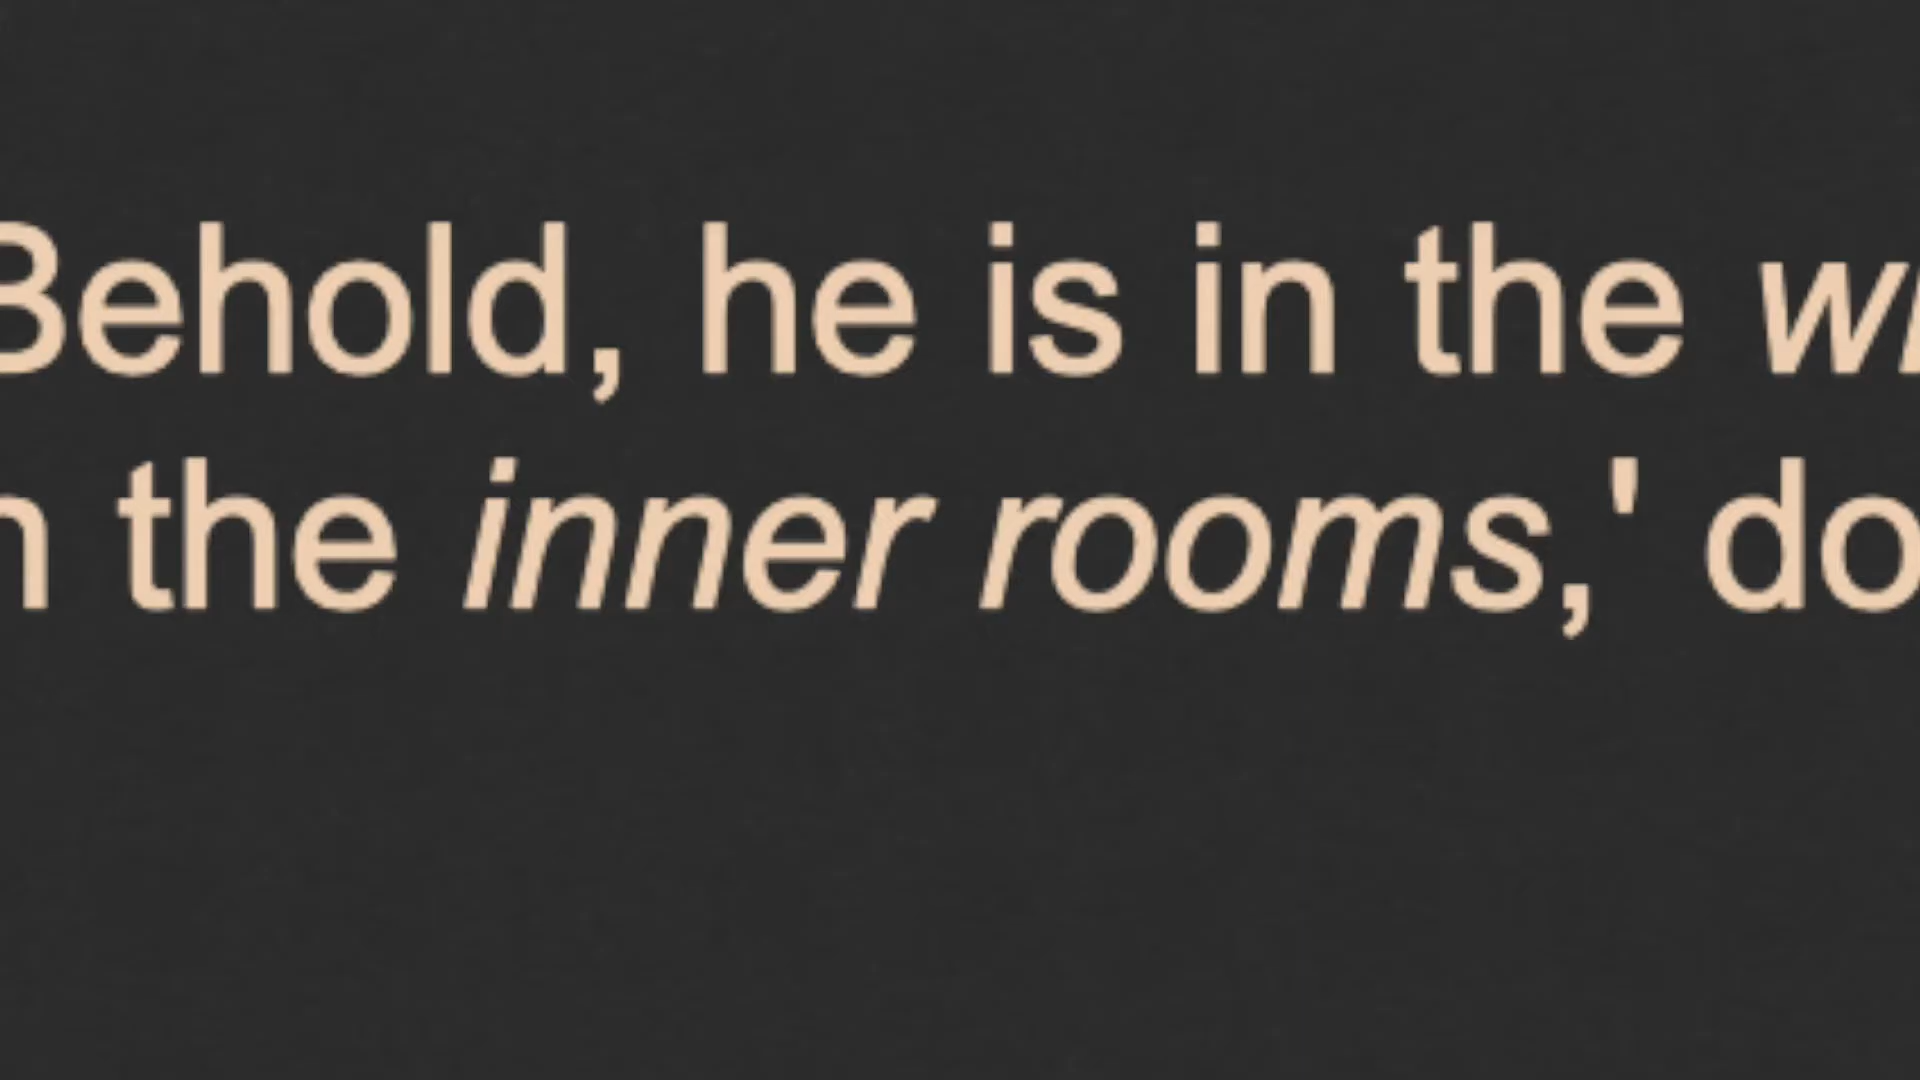 Behold, he is in the
the inner rooms,' do